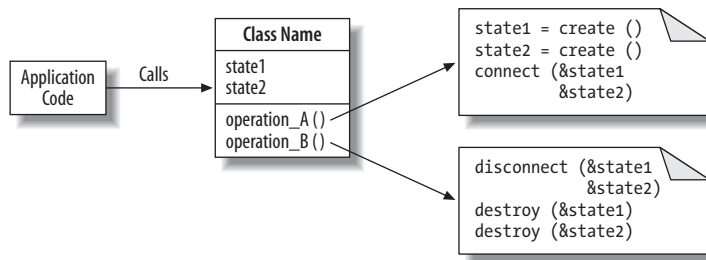 Application
Code
Calls
Class Name
state1
state2
operation_A ()
operation_B ()
state1 = create ()
state2 = create ()
connect (&state1
&state2)
disconnect (&state1
&state2)
destroy (&state1)
destroy (&state2)